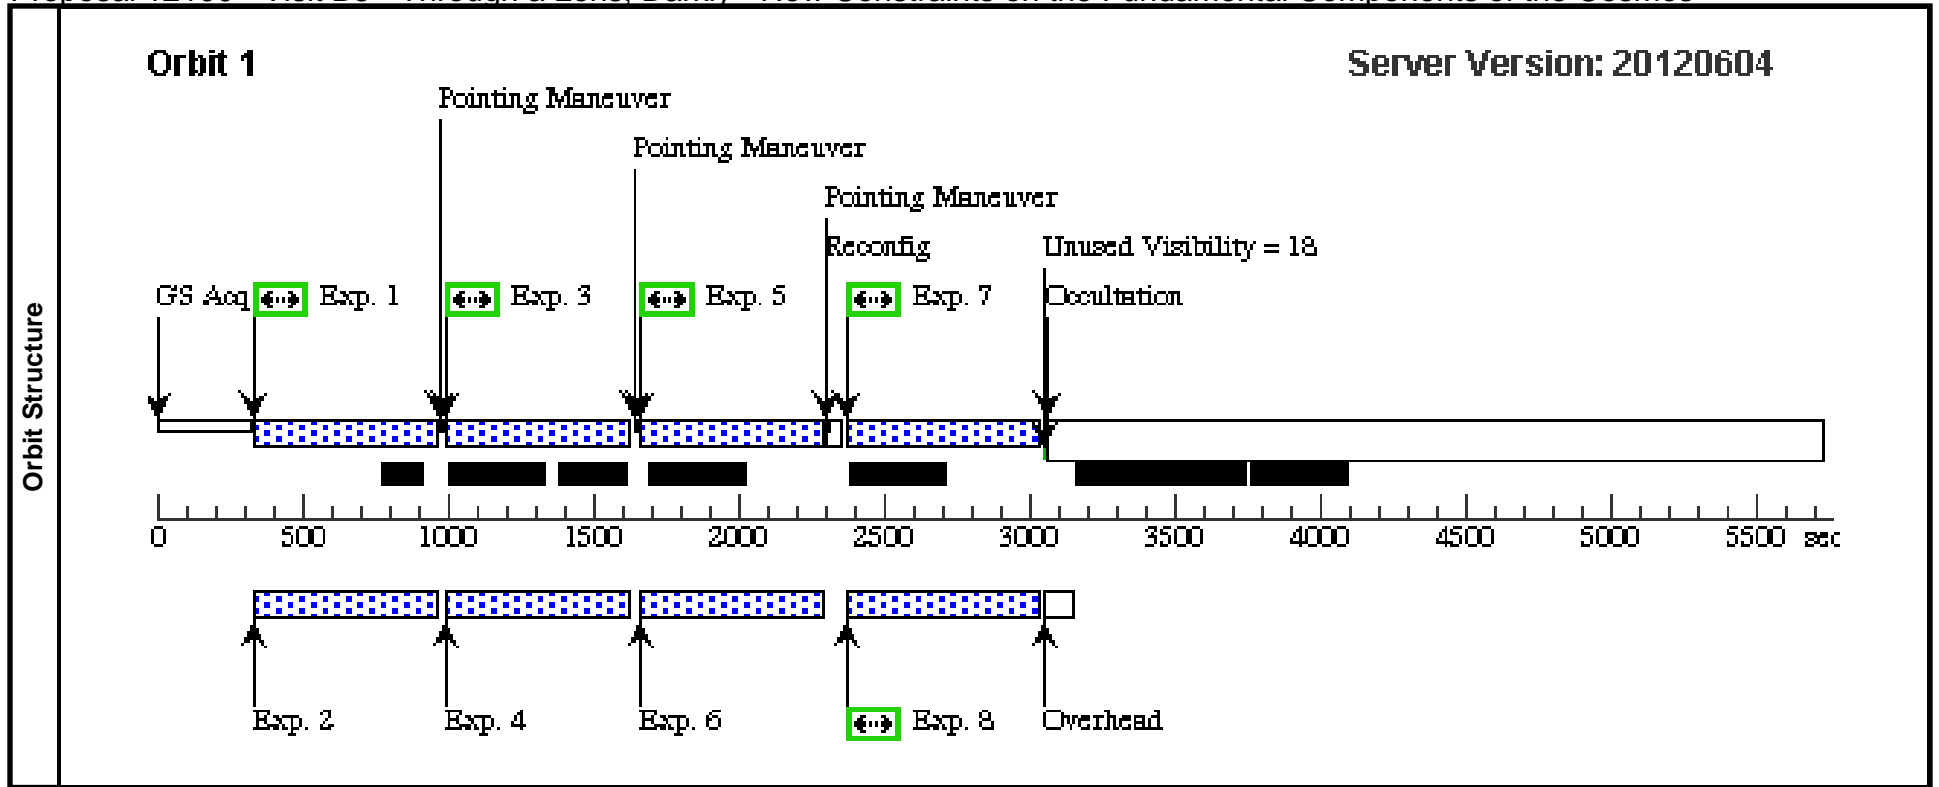 Orbit Structure
Orbit 1
Server Version: 20120604
Pointing Maneuver
Pointing Maneuver
Pointing Maneuver
Reconfig
Unused Visibility = 18
GS Acq
Exp. 1
Exp. 3
Exp. 5
Exp. 7
Occultation
0 500 1000 1500 2000 2500 3000 3500 4000 4500 5000 5500 sec
Exp. 2
Exp. 4
Exp. 6
Exp. 8
Overhead